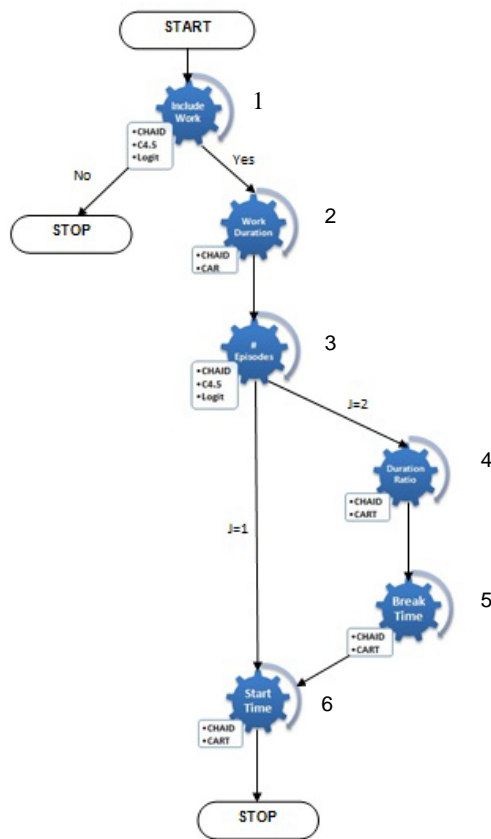 START
Include
Work
1
•CHAID
•C4.5
•Logit
No
Yes
STOP
Work
Duration
2
•CHAID
•CAR
#
Episodes
3
•CHAID
•C4.5
•Logit
J=2
Duration
Ratio
4
•CHAID
•CART
J=1
Break
Time
5
•CHAID
•CART
Start
Time
6
•CHAID
•CART
STOP